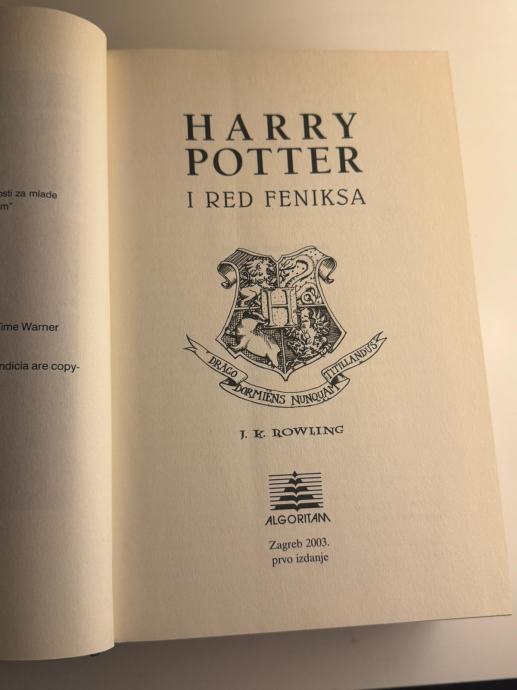 osti za mlade
m"
Time Warner
ndicia are copy-
HARRY
POTTER
I RED FENIKSA
H
DRACO
DORMIENS NUNQUAM
TITILLANDUS
J. K. ROWLING
ALGORITAM
Zagreb 2003.
prvo izdanje